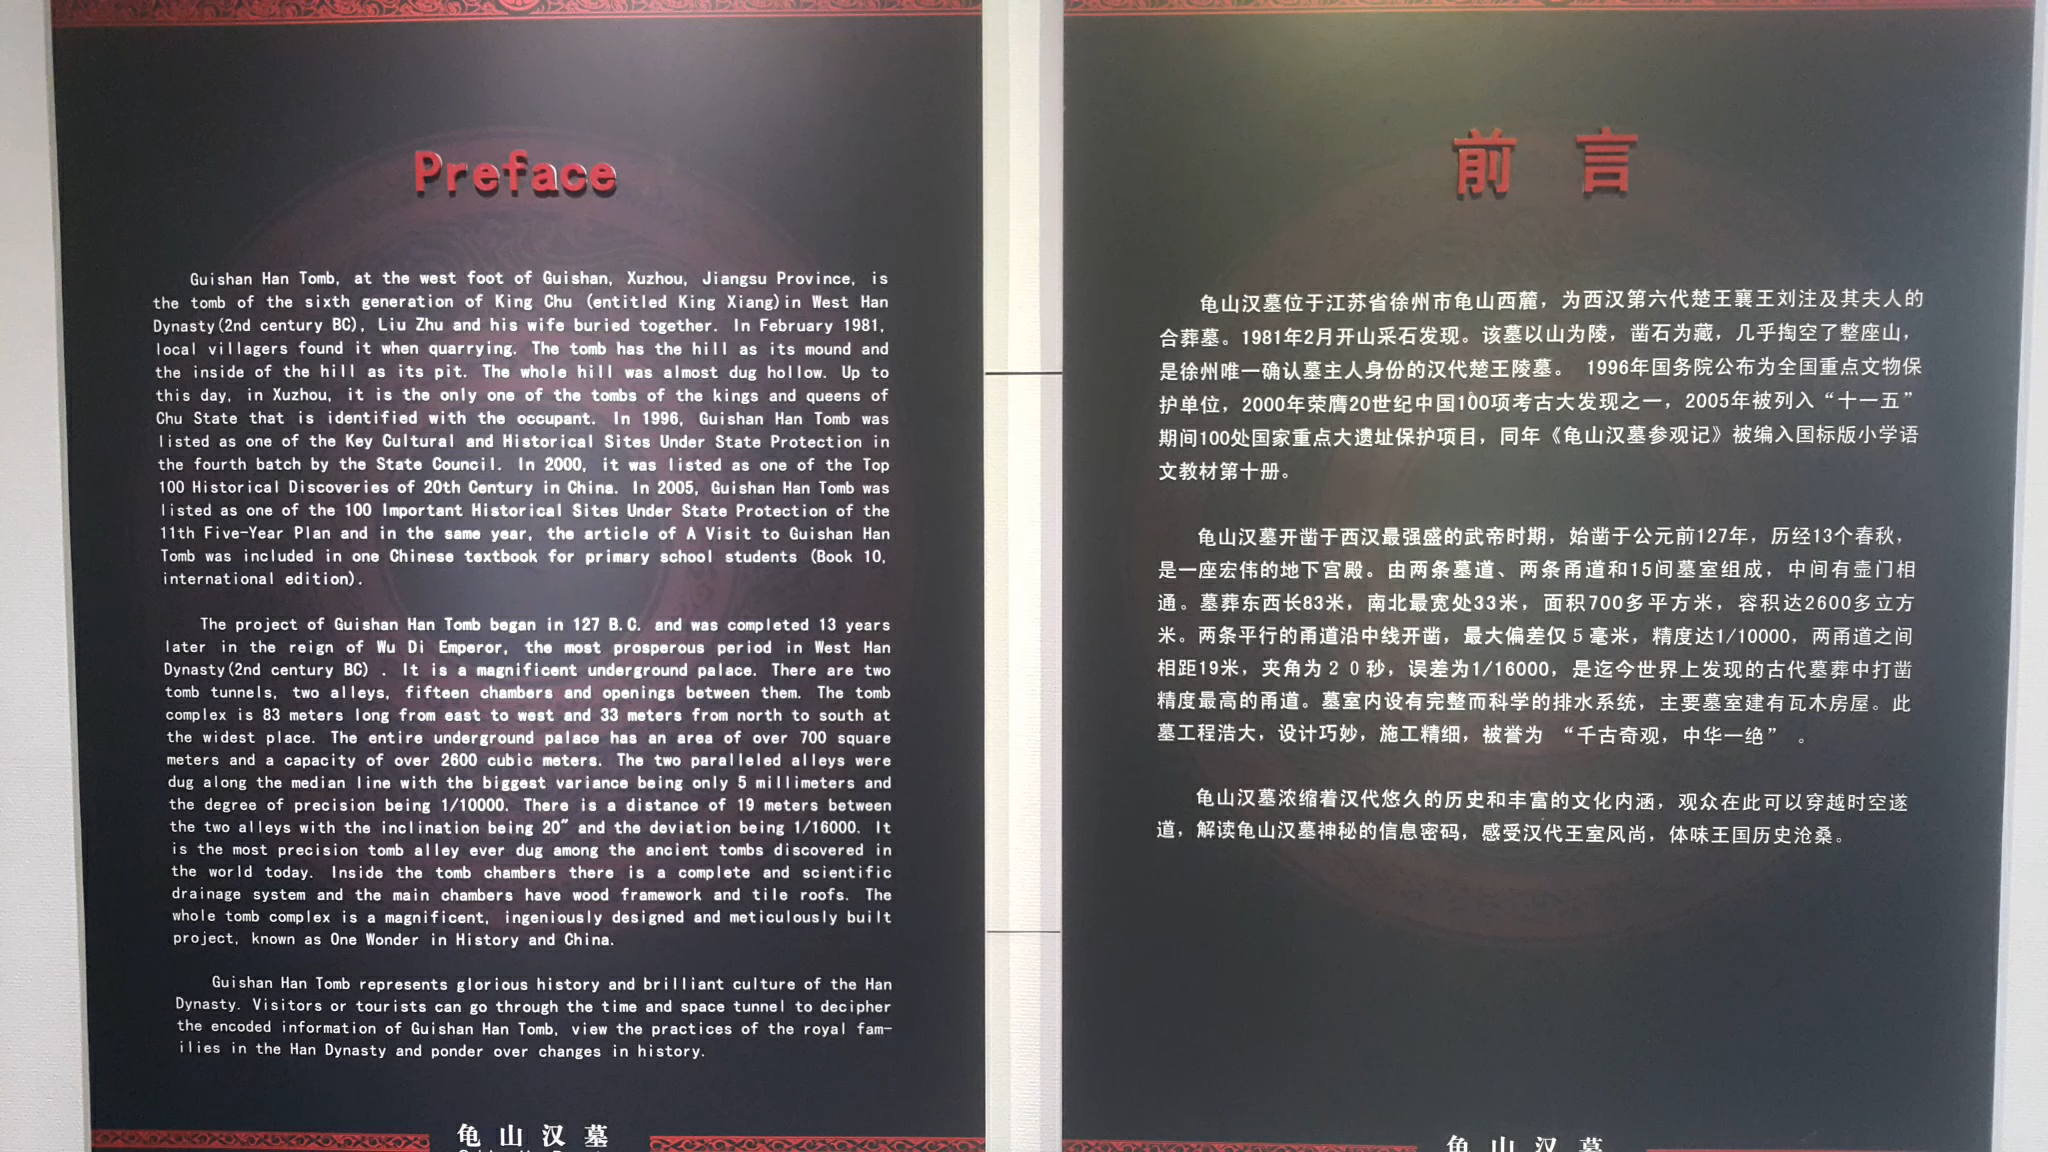 Preface
Guishan Han Tomb, at the west foot of Guishan, Xuzhou, Jiangsu Province, is
the tomb of the sixth generation of King Chu (entitled King Xiang)in West Han
Dynasty(2nd century BC), Liu Zhu and his wife buried together. In February 1981,
local villagers found it when quarrying. The tomb has the hill as its mound and
the inside of the hill as its pit. The whole hill was almost dug hollow. Up to
this day, in Xuzhou, it is the only one of the tombs of the kings and queens of
Chu State that is identified with the occupant. In 1996, Guishan Han Tomb was
listed as one of the Key Cultural and Historical Sites Under State Protection in
the fourth batch by the State Council. In 2000, it was listed as one of the Top
100 Historical Discoveries of 20th Century in China. In 2005, Guishan Han Tomb was
listed as one of the 100 Important Historical Sites Under State Protection of the
11th Five-Year Plan and in the same year, the article of A Visit to Guishan Han
Tomb was included in one Chinese textbook for primary school students (Book 10,
international edition).
The project of Guishan Han Tomb began in 127 B.C. and was completed 13 years
later in the reign of Wu Di Emperor, the most prosperous period in West Han
Dynasty(2nd century BC) . It is a magnificent underground palace. There are two
tomb tunnels, two alleys, fifteen chambers and openings between them. The tomb
complex is 83 meters long from east to west and 33 meters from north to south at
the widest place. The entire underground palace has an area of over 700 square
meters and a capacity of over 2600 cubic meters. The two paralleled alleys were
dug along the median line with the biggest variance being only 5 millimeters and
the degree of precision being 1/10000. There is a distance of 19 meters between
the two alleys with the inclination being 20″ and the deviation being 1/16000. It
is the most precision tomb alley ever dug among the ancient tombs discovered in
the world today. Inside the tomb chambers there is a complete and scientific
drainage system and the main chambers have wood framework and tile roofs. The
whole tomb complex is a magnificent, ingeniously designed and meticulously built
project, known as One Wonder in History and China.
Guishan Han Tomb represents glorious history and brilliant culture of the Han
Dynasty. Visitors or tourists can go through the time and space tunnel to decipher
the encoded information of Guishan Han Tomb, view the practices of the royal fam-
ilies in the Han Dynasty and ponder over changes in history.
龟山汉墓
前言
龟山汉墓位于江苏省徐州市龟山西麓，为西汉第六代楚王襄王刘注及其夫人的
合葬墓。1981年2月开山采石发现。该墓以山为陵，凿石为藏，几乎掏空了整座山，
是徐州唯一确认墓主人身份的汉代楚王陵墓。 1996年国务院公布为全国重点文物保
护单位，2000年荣膺20世纪中国100项考古大发现之一，2005年被列入“十一五”
期间100处国家重点大遗址保护项目，同年《龟山汉墓参观记》被编入国标版小学语
文教材第十册。
龟山汉墓开凿于西汉最强盛的武帝时期，始凿于公元前127年，历经13个春秋，
是一座宏伟的地下宫殿。由两条墓道、两条甬道和15间墓室组成，中间有壶门相
通。墓葬东西长83米，南北最宽处33米，面积700多平方米，容积达2600多立方
米。两条平行的甬道沿中线开凿，最大偏差仅５毫米，精度达1/10000，两甬道之间
相距19米，夹角为２０秒，误差为1/16000，是迄今世界上发现的古代墓葬中打凿
精度最高的甬道。墓室内设有完整而科学的排水系统，主要墓室建有瓦木房屋。此
墓工程浩大，设计巧妙，施工精细，被誉为 “千古奇观，中华一绝” 。
龟山汉墓浓缩着汉代悠久的历史和丰富的文化内涵，观众在此可以穿越时空遂
道，解读龟山汉墓神秘的信息密码，感受汉代王室风尚，体味王国历史沧桑。
龟山汉墓